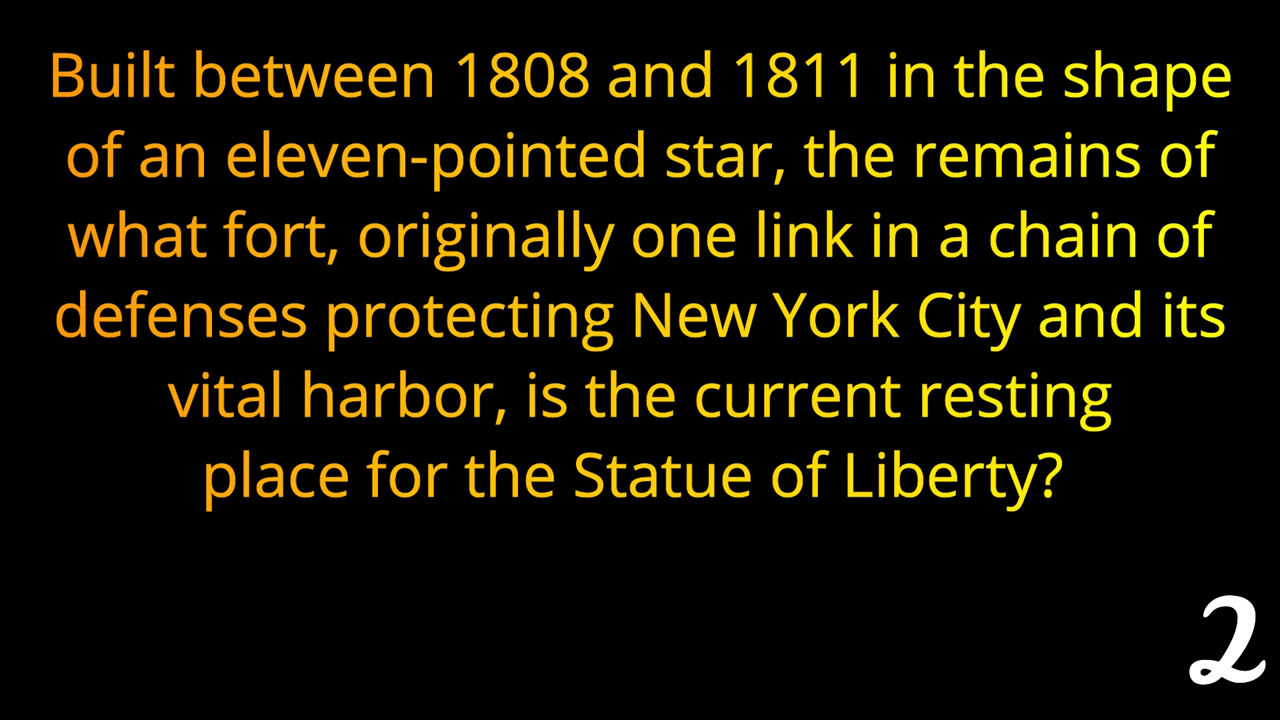 Built between 1808 and 1811 in the shape
of an eleven-pointed star, the remains of
what fort, originally one link in a chain of
defenses protecting New York City and its
vital harbor, is the current resting
place for the Statue of Liberty?
2